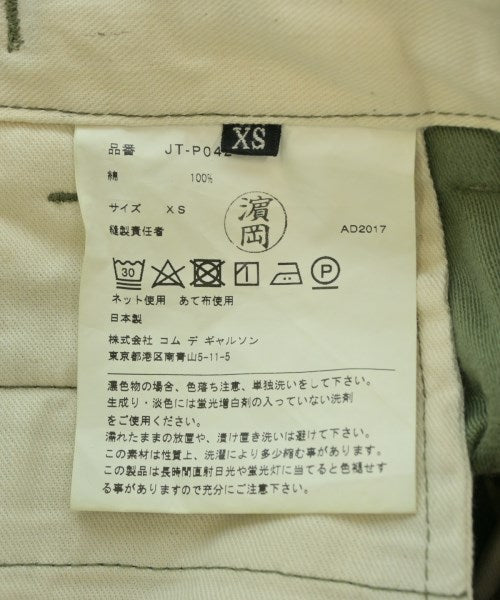 XS
品番 JT-P042
綿 100%
サイズ XS
濱岡
縫製責任者 AD2017
30 P
ネット使用 あて布使用
日本製
株式会社 コム デ ギャルソン
東京都港区南青山5-11-5
濃色物の場合、色落ち注意、単独洗いをして下さい。
生成り・淡色には蛍光増白剤の入っていない洗剤
をご使用ください。
濡れたままの放置や、漬け置き洗いは避けて下さい。
この素材は性質上、洗濯により多少縮む事があります。
この製品は長時間直射日光や蛍光灯に当てると色褪せす
る事がありますので充分にご注意下さい。